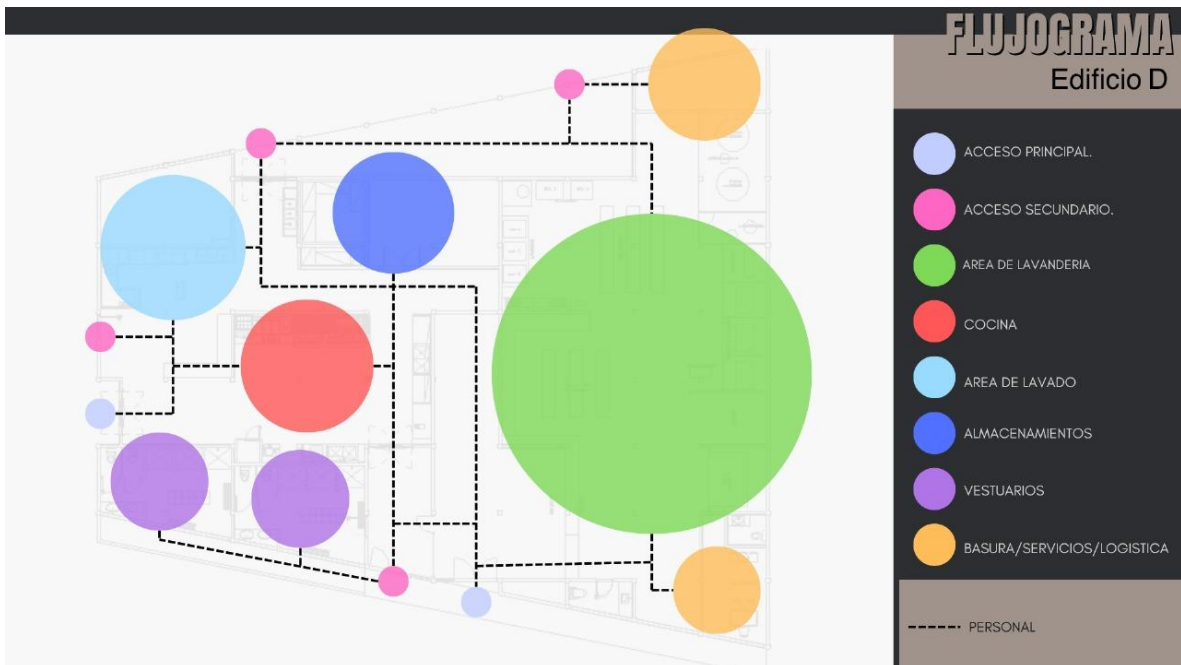 FLUJOGRAMA
Edificio D
ACCESO PRINCIPAL.
ACCESO SECUNDARIO.
AREA DE LAVANDERIA
COCINA
AREA DE LAVADO
ALMACENAMIENTOS
VESTUARIOS
BASURA/SERVICIOS/LOGISTICA
PERSONAL